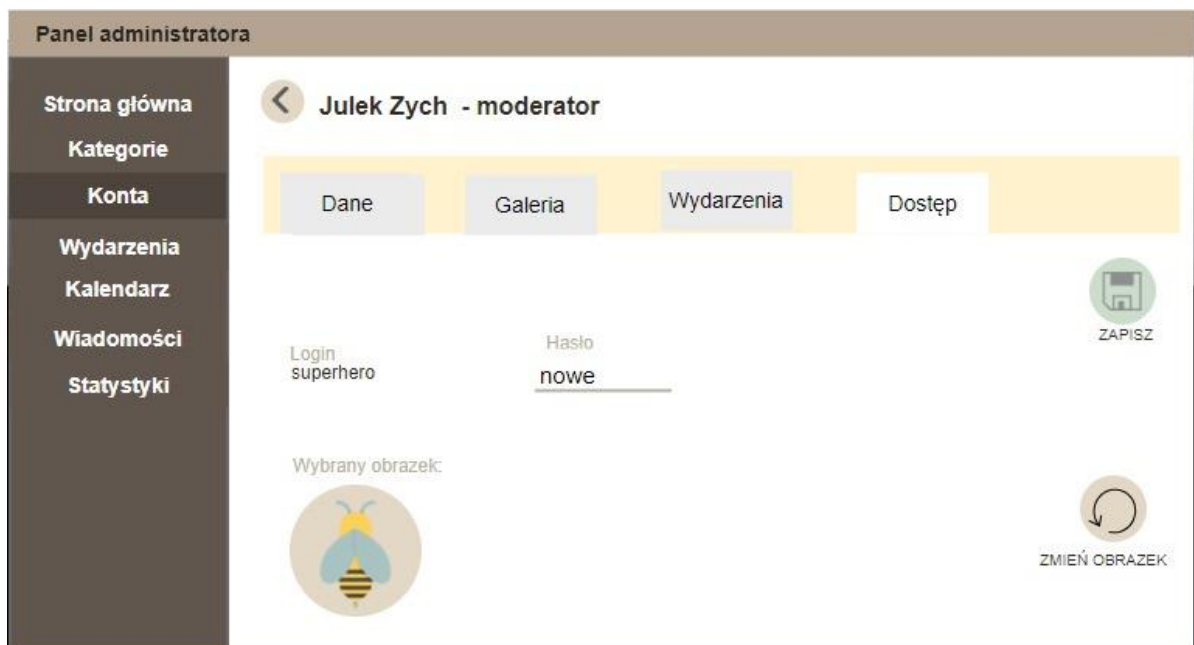 Panel administratora
Strona główna
Kategorie
Konta
Wydarzenia
Kalendarz
Wiadomości
Statystyki
Julek Zych - moderator
Dane
Galeria
Wydarzenia
Dostęp
ZAPISZ
Login
superhero
Hasło
nowe
Wybrany obrazek:
ZMIEŃ OBRAZEK